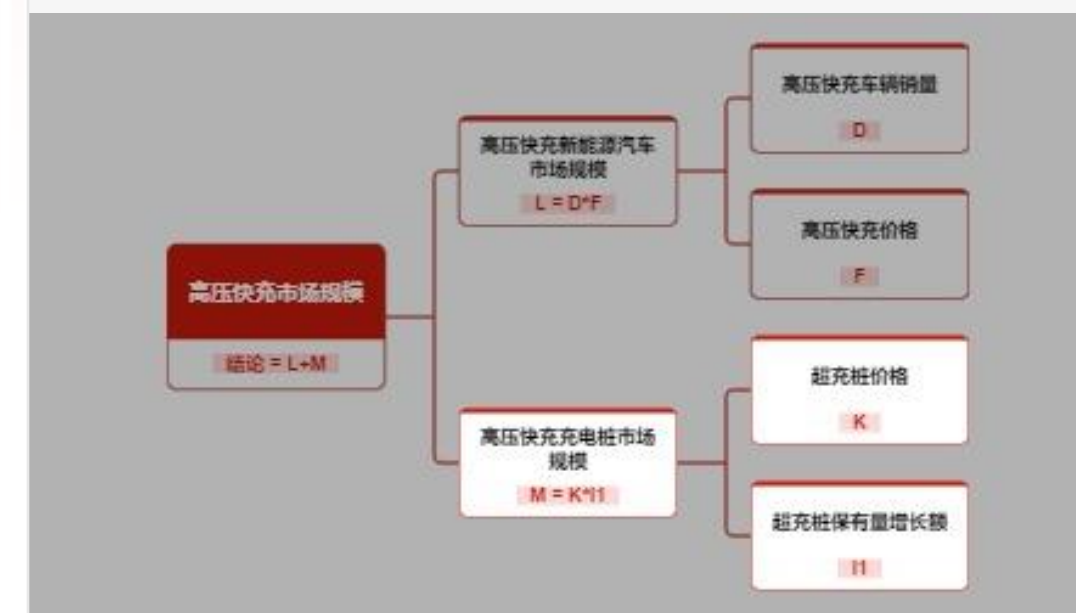 高压快充市场规模
结论 = L+M
高压快充新能源汽车
市场规模
L = D*F
高压快充车辆销量
D
高压快充价格
F
高压快充充电桩市场
规模
M = K*I1
超充桩价格
K
超充桩保有量增长额
I1